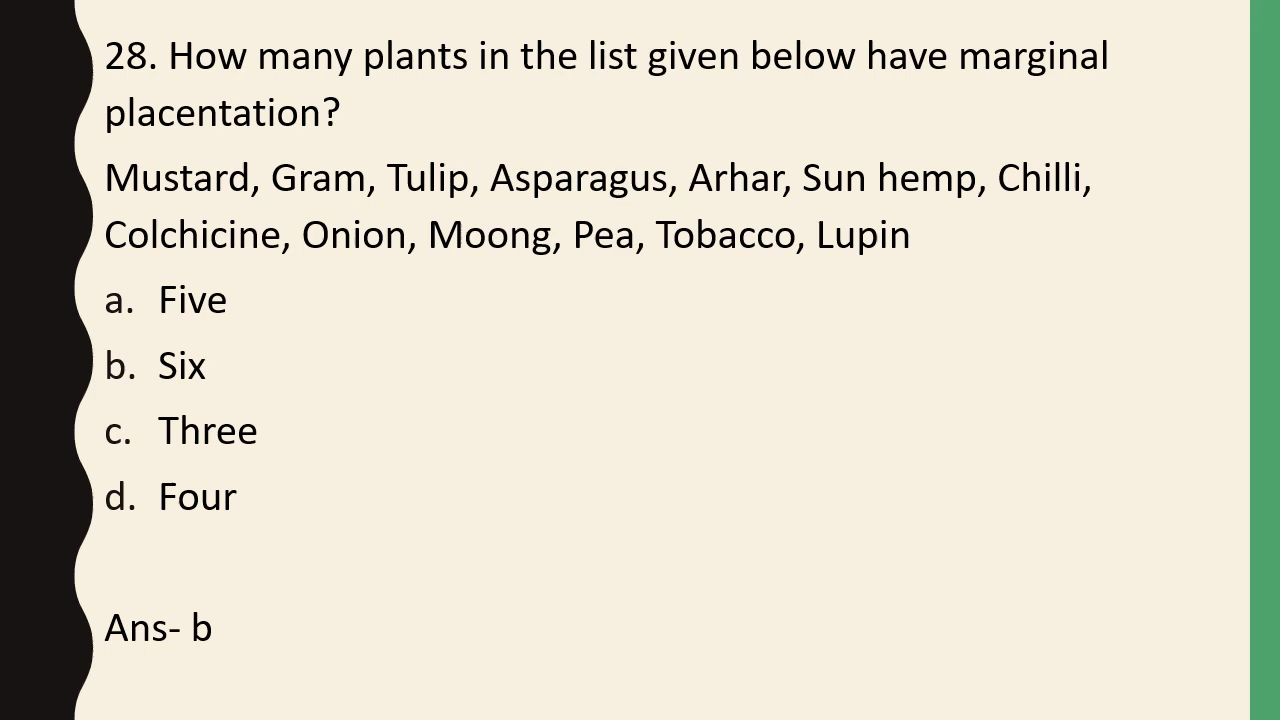 28. How many plants in the list given below have marginal
placentation?
Mustard, Gram, Tulip, Asparagus, Arhar, Sun hemp, Chilli,
Colchicine, Onion, Moong, Pea, Tobacco, Lupin
a. Five
b. Six
c. Three
d. Four
Ans- b